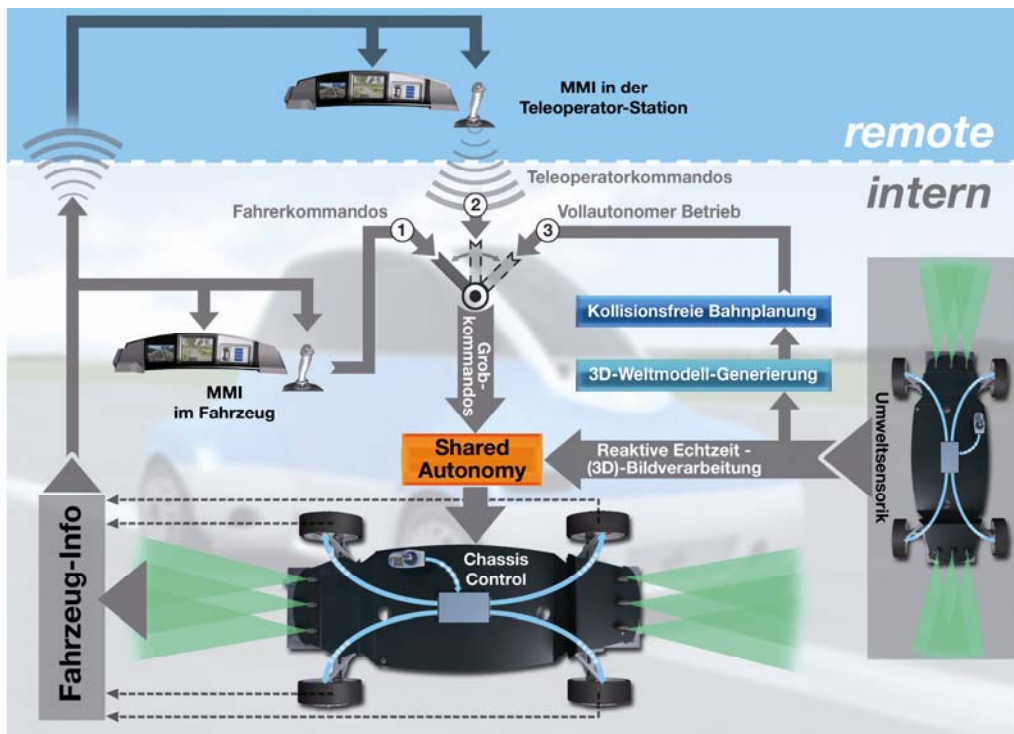 MMI in der
Teleoperator-Station
remote
intern
Teleoperatorkommandos
Fahrerkommandos
2
Vollautonomer Betrieb
1
3
Kollisionsfreie Bahnplanung
Grob-
kommandos
3D-Weltmodell-Generierung
MMI
im Fahrzeug
Shared
Autonomy
Reaktive Echtzeit -
(3D)-Bildverarbeitung
Umweltsensorik
Fahrzeug-Info
Chassis
Control